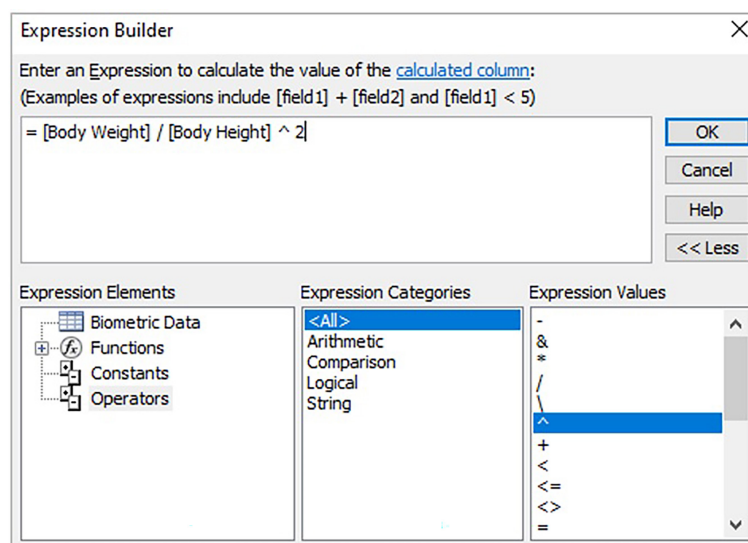 Expression Builder
Enter an Expression to calculate the value of the calculated column:
(Examples of expressions include [field1] + [field2] and [field1] < 5)
= [Body Weight] / [Body Height] ^ 2
OK
Cancel
Help
<< Less
Expression Elements
Biometric Data
Functions
Constants
Operators
Expression Categories
<All>
Arithmetic
Comparison
Logical
String
Expression Values
-
&
*
/
\
^
+
<
<=
<>
=